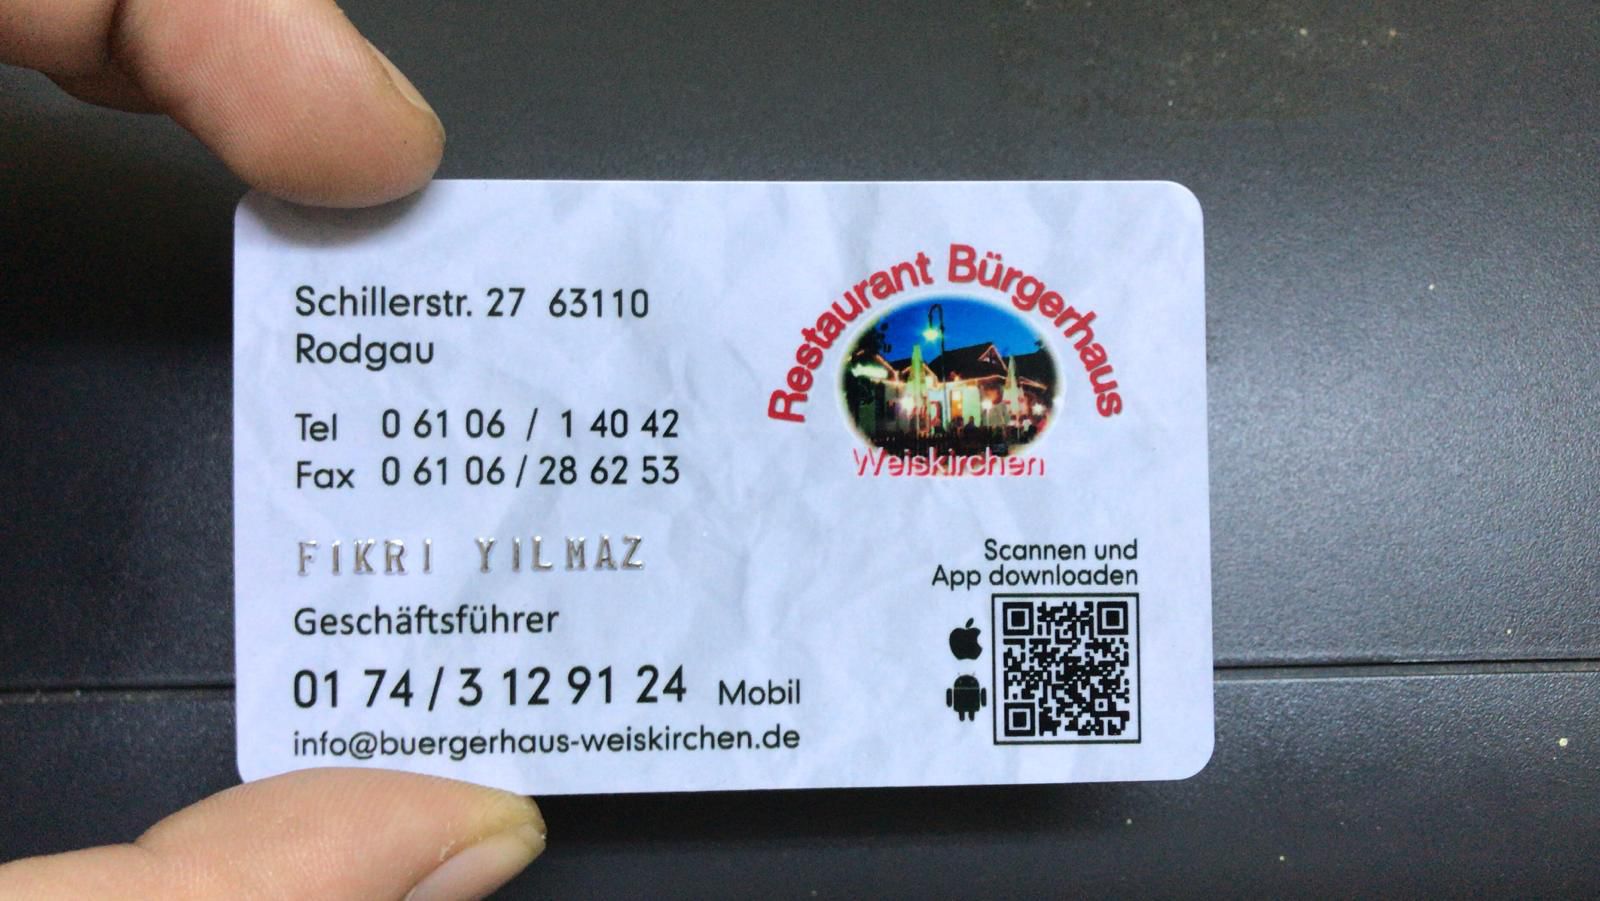 Schillerstr. 27 63110
Rodgau
Tel 0 61 06 / 1 40 42
Fax 0 61 06 / 28 62 53
FIKRI YILMAZ
Geschäftsführer
01 74 / 3 12 91 24 Mobil
info@buergerhaus-weiskirchen.de
Restaurant Bürgerhaus
Weiskirchen
Scannen und
App downloaden